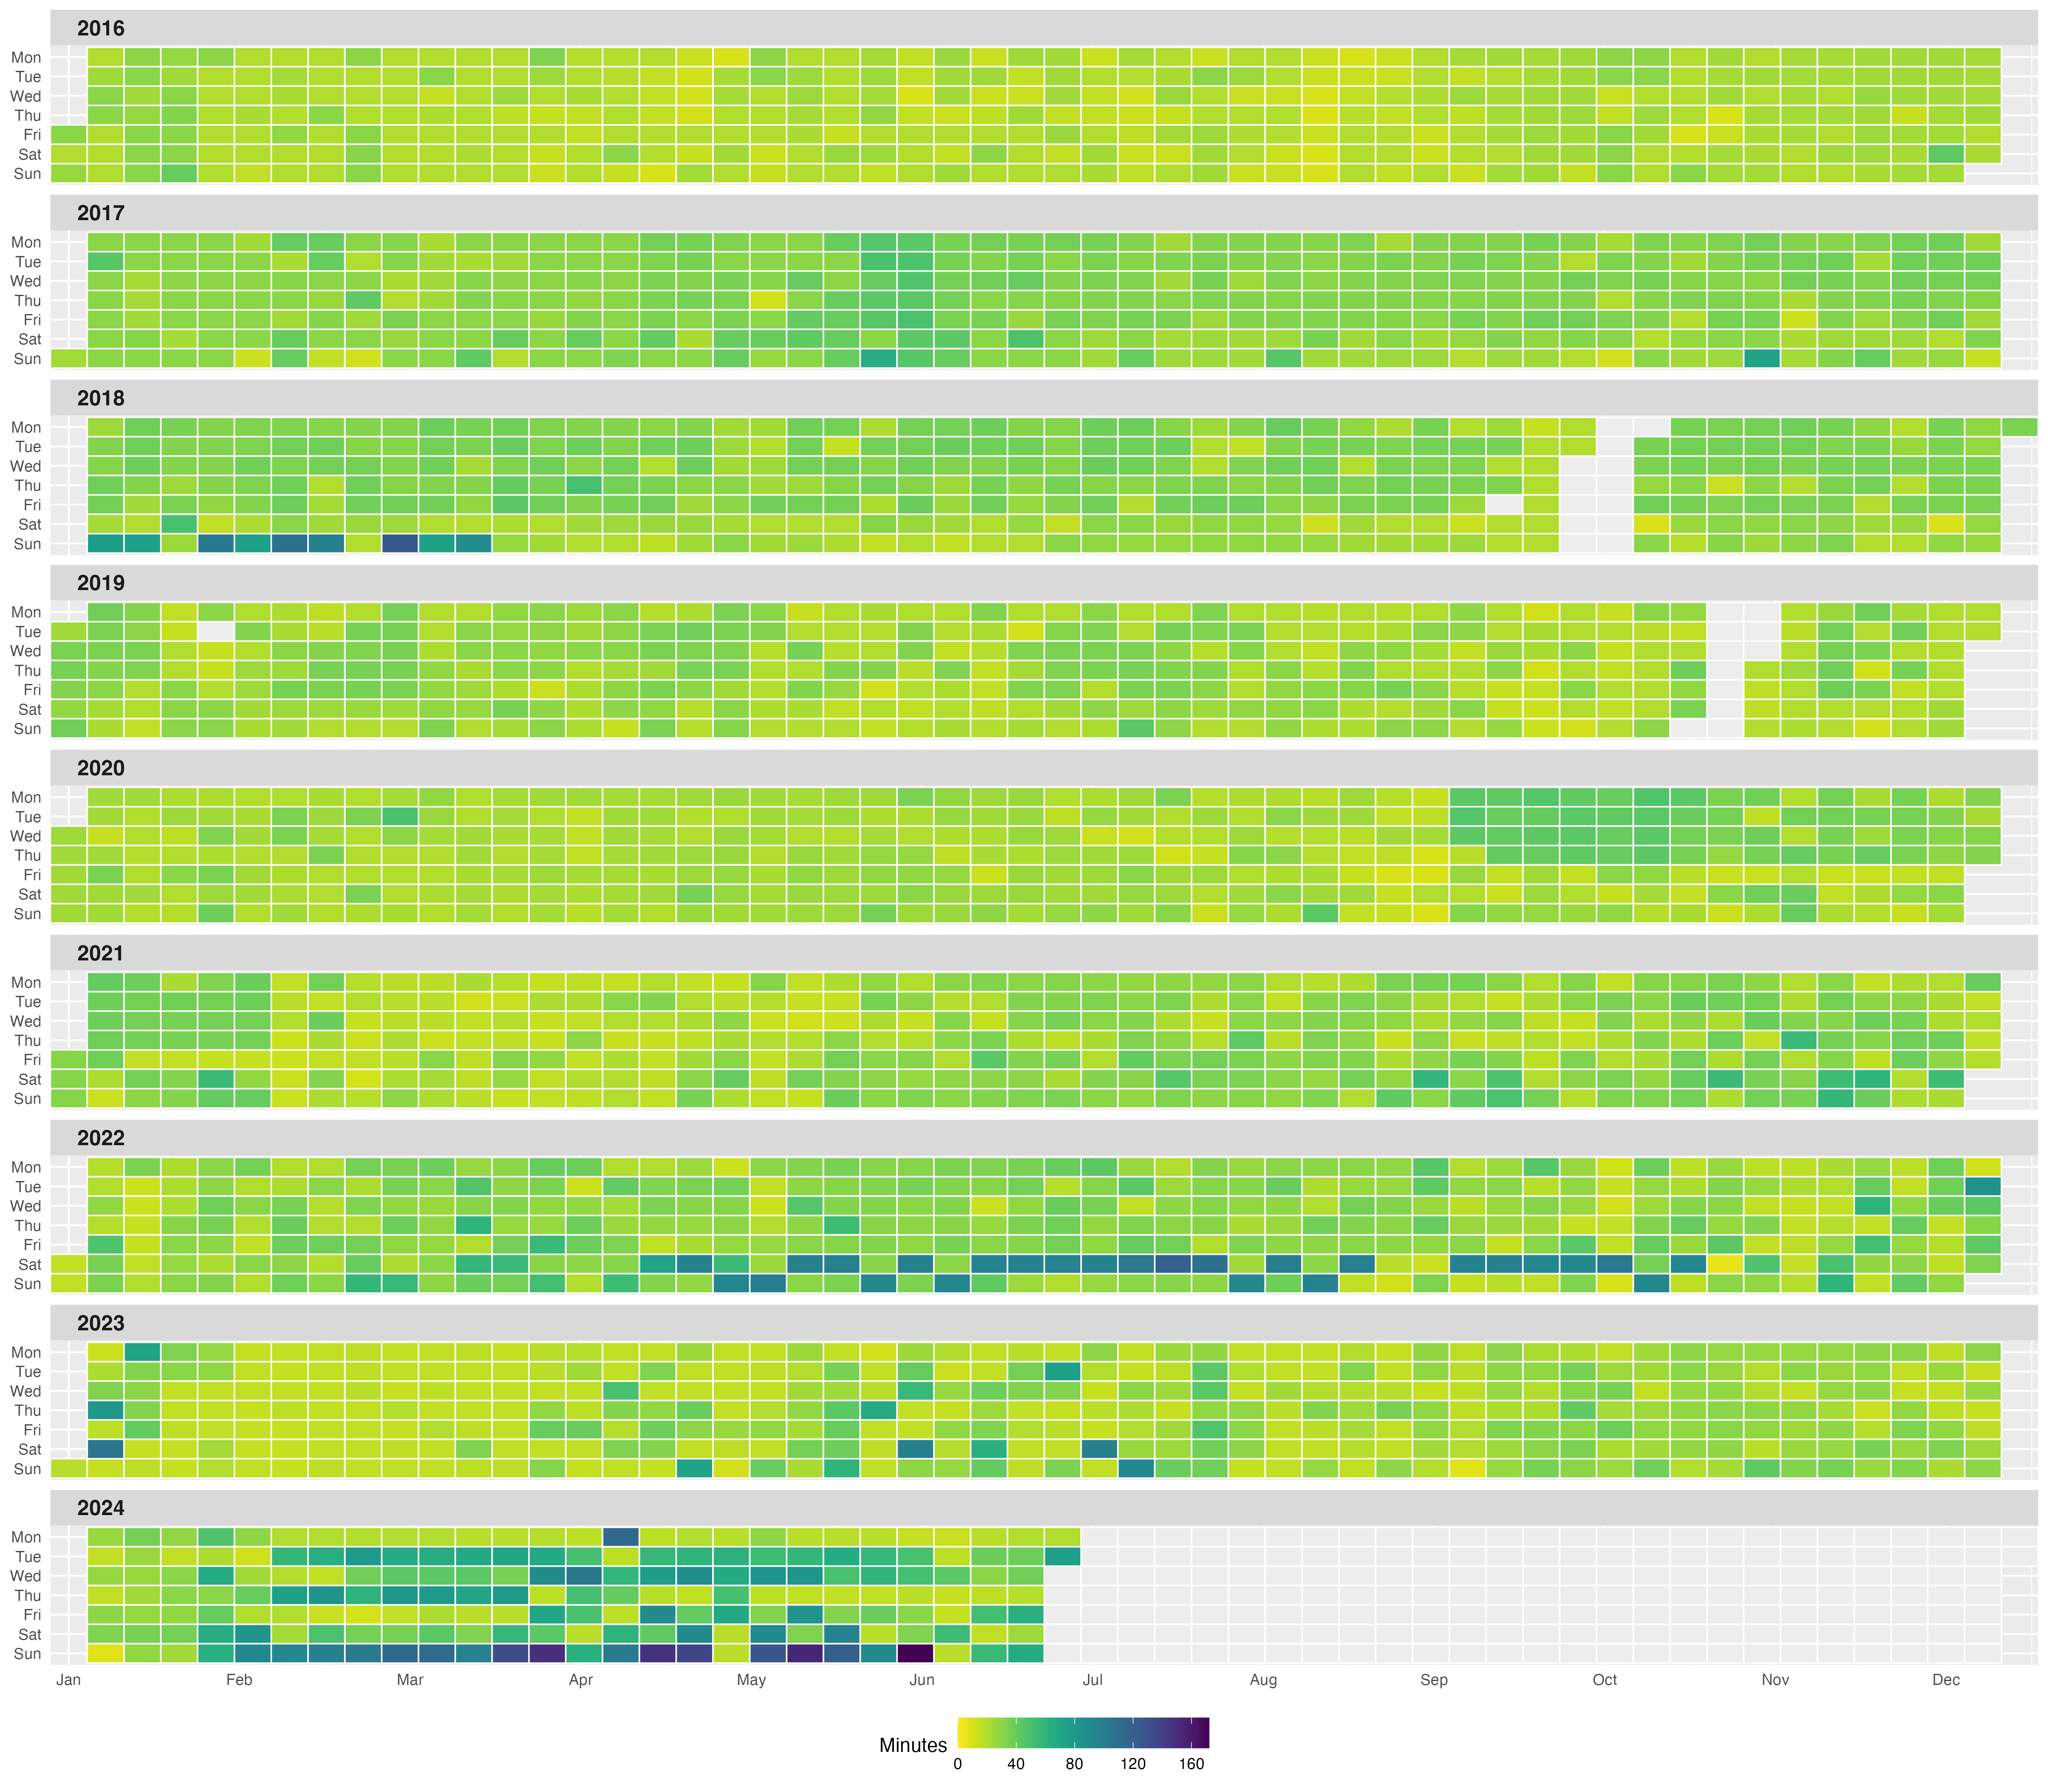 2016
Mon
Tue
Wed
Thu
Fri
Sat
Sun
2017
Mon
Tue
Wed
Thu
Fri
Sat
Sun
2018
Mon
Tue
Wed
Thu
Fri
Sat
Sun
2019
Mon
Tue
Wed
Thu
Fri
Sat
Sun
2020
Mon
Tue
Wed
Thu
Fri
Sat
Sun
2021
Mon
Tue
Wed
Thu
Fri
Sat
Sun
2022
Mon
Tue
Wed
Thu
Fri
Sat
Sun
2023
Mon
Tue
Wed
Thu
Fri
Sat
Sun
2024
Mon
Tue
Wed
Thu
Fri
Sat
Sun
Jan Feb Mar Apr May Jun Jul Aug Sep Oct Nov Dec
Minutes
0 40 80 120 160